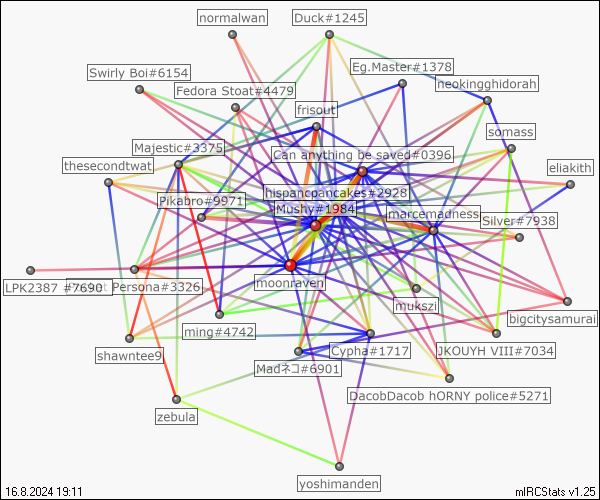 normalwan
Duck#1245
Eg.Master#1378
Swirly Boi#6154
neokingghidorah
Fedora Stoat#4479
frisout
somass
Majestic#3375
Can anything be saved#0396
thesecondtwat
eliakith
hispancoancakes#2928
Pikabro#9971
Mushy#1984
marcemadness
Silver#7938
moonraven
LPK2387 #7690
Persona#3326
mukszi
bigcitysamurai
ming#4742
shawntee9
Cypha#1717
JKOUYH VIII#7034
Madネコ#6901
DacobDacob hORNY police#5271
zebula
yoshimanden
16.8.2024 19:11
mIRCStats v1.25